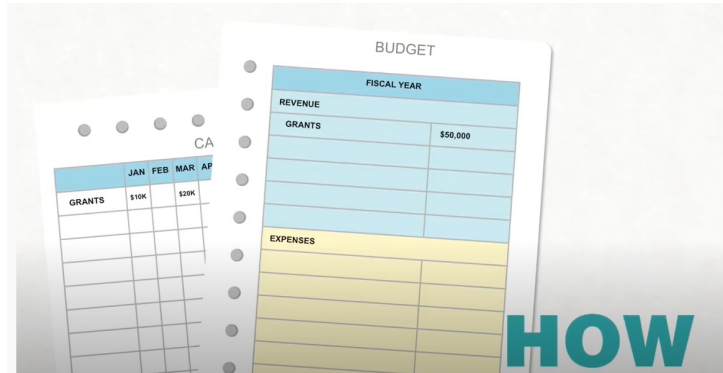 BUDGET
FISCAL YEAR
REVENUE
GRANTS $50,000
EXPENSES
CA
JAN FEB MAR AP
GRANTS $10K $20K
HOW